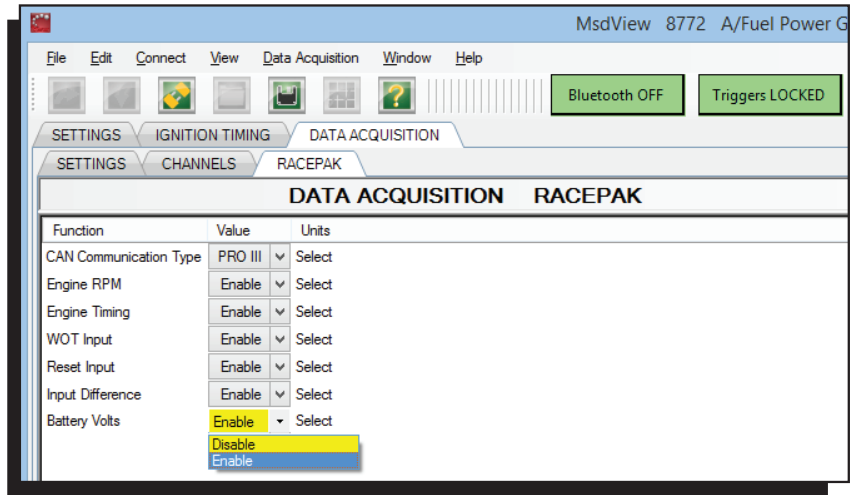 MsdView 8772 A/Fuel Power G
File Edit Connect View Data Acquisition Window Help
Bluetooth OFF Triggers LOCKED
SETTINGS IGNITION TIMING DATA ACQUISITION
SETTINGS CHANNELS RACEPAK
DATA ACQUISITION RACEPAK
Function Value Units
CAN Communication Type PRO III Select
Engine RPM Enable Select
Engine Timing Enable Select
WOT Input Enable Select
Reset Input Enable Select
Input Difference Enable Select
Battery Volts Enable Select
Disable
Enable